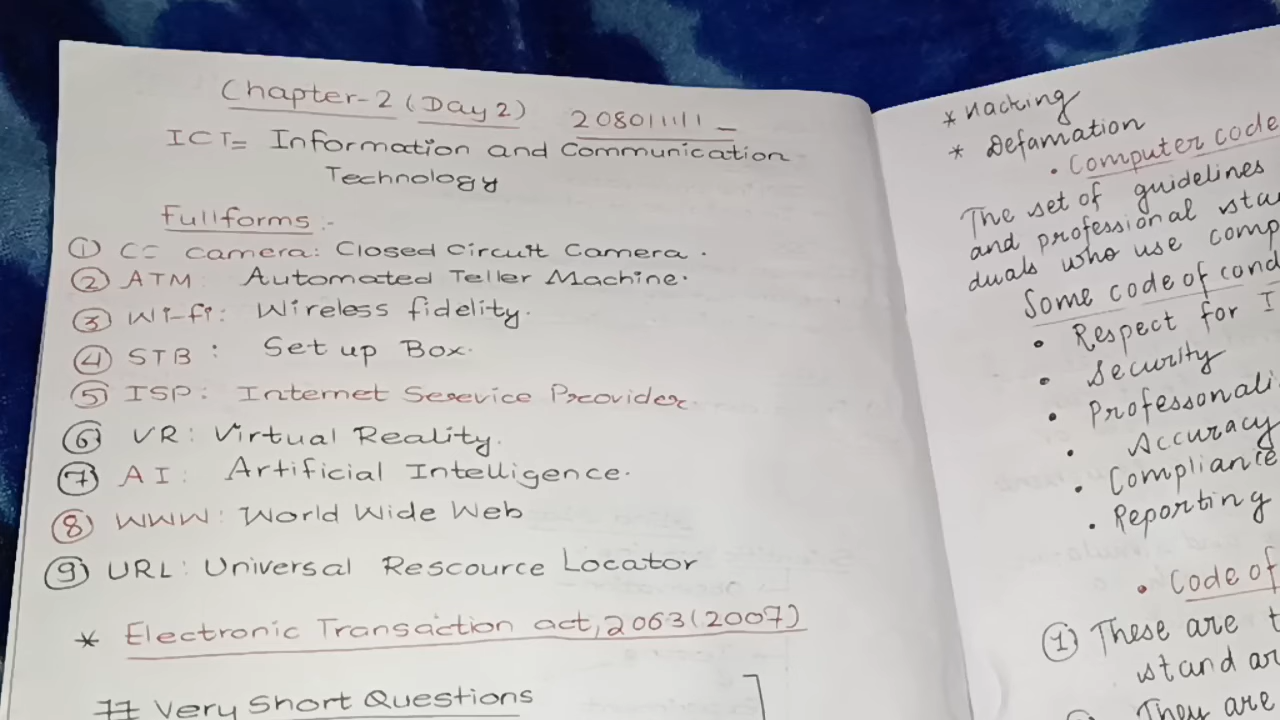 Chapter-2 (Day 2) 20801111 -
ICT= Information and Communication
Technology
Fullforms :-
① CC camera: Closed Circuit Camera .
② ATM : Automated Teller Machine.
③ Wi-fi: Wireless fidelity.
④ STB : Set up Box.
⑤ ISP: Internet Service Provider.
⑥ VR: Virtual Reality.
⑦ AI: Artificial Intelligence.
⑧ WWW: World Wide Web
⑨ URL: Universal Rescource Locator
* Electronic Transaction act, 2063(2007)
Very Short Questions
* Hacking
* Defamation
• Computer code
The set of guidelines
and professional sta
duals who use comp
Some code of cond
• Respect for I
• Security
• Professonali
• Accuracy
• Compliance
• Reporting
• Code of
① These are t
stand ar
They are